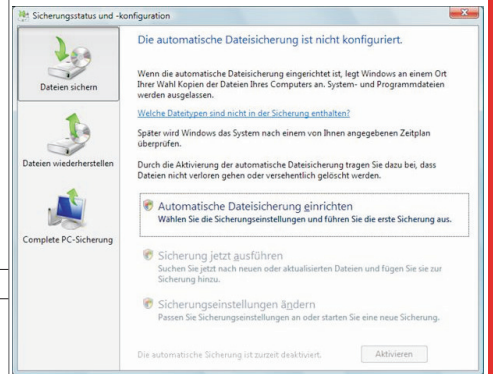 Sicherungsstatus und -konfiguration
Dateien sichern
Dateien wiederherstellen
Complete PC-Sicherung
Die automatische Dateisicherung ist nicht konfiguriert.
Wenn die automatische Dateisicherung eingerichtet ist, legt Windows an einem Ort
Ihrer Wahl Kopien der Dateien Ihres Computers an. System- und Programmdateien
werden ausgelassen.
Welche Dateitypen sind nicht in der Sicherung enthalten?
Später wird Windows das System nach einem von Ihnen angegebenen Zeitplan
überprüfen.
Durch die Aktivierung der automatische Dateisicherung tragen Sie dazu bei, dass
Dateien nicht verloren gehen oder versehentlich gelöscht werden.
Automatische Dateisicherung einrichten
Wählen Sie die Sicherungseinstellungen und führen Sie die erste Sicherung aus.
Sicherung jetzt ausführen
Suchen Sie jetzt nach neuen oder aktualisierten Dateien und fügen Sie sie zur
Sicherung hinzu.
Sicherungseinstellungen ändern
Passen Sie Sicherungseinstellungen an oder starten Sie eine neue Sicherung.
Die automatische Sicherung ist zurzeit deaktiviert.
Aktivieren